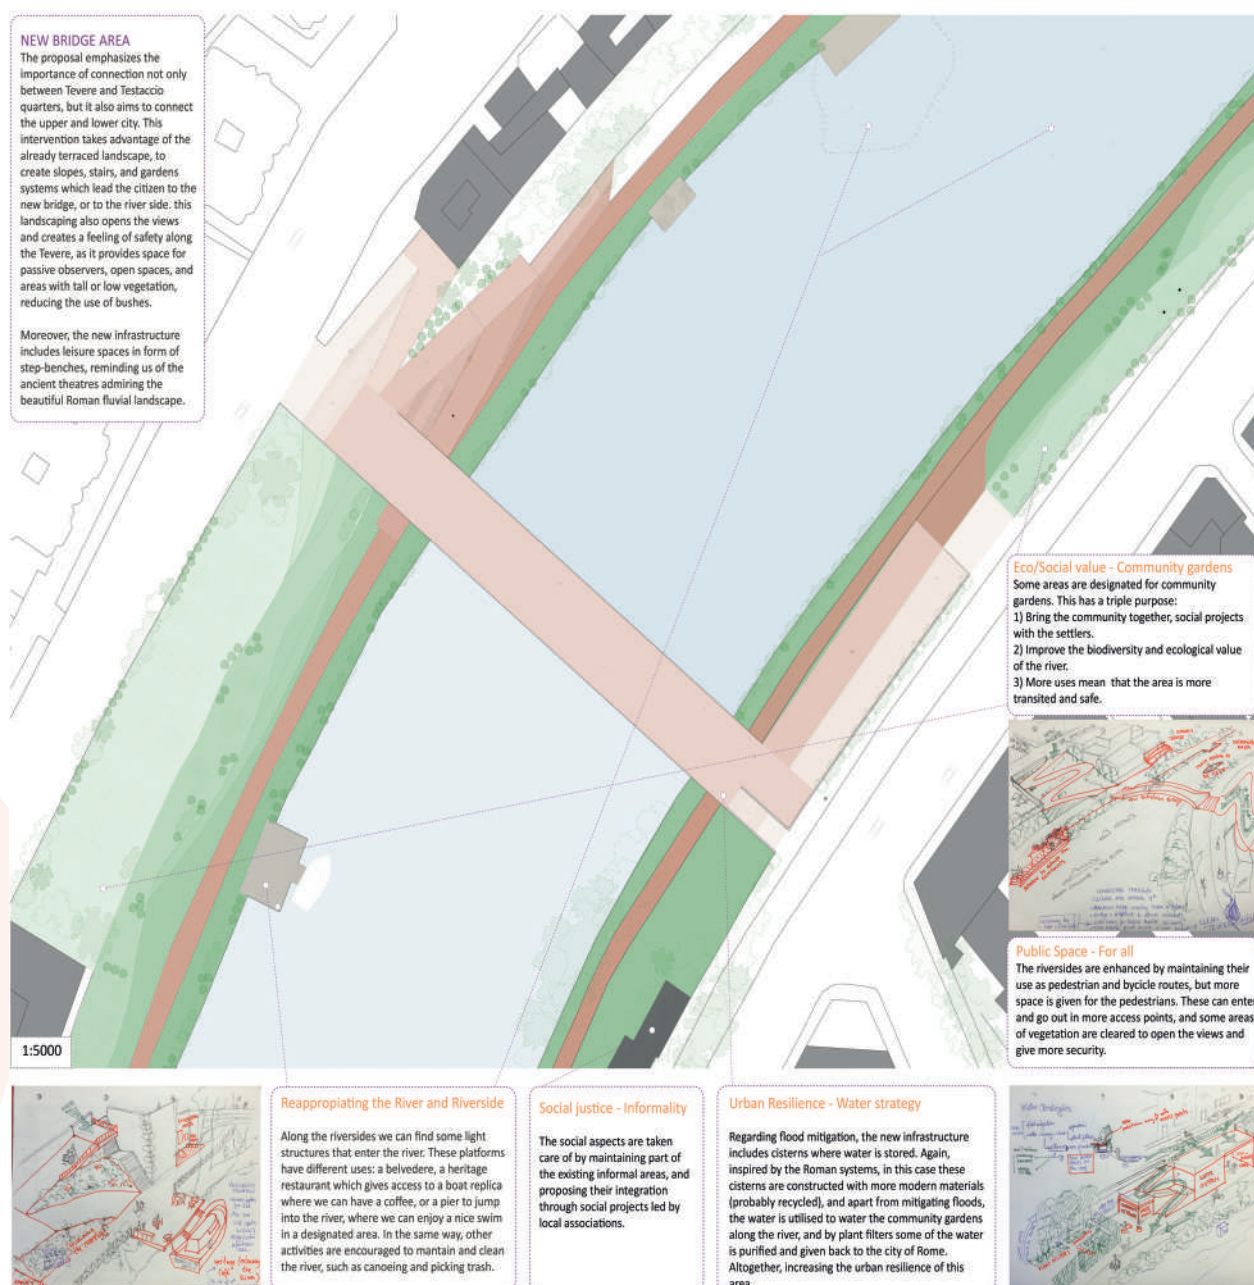 NEW BRIDGE AREA
The proposal emphasizes the
importance of connection not only
between Tevere and Testaccio
quarters, but it also aims to connect
the upper and lower city. This
intervention takes advantage of the
already terraced landscape, to
create slopes, stairs, and gardens
systems which lead the citizen to the
new bridge, or to the river side. this
landscaping also opens the views
and creates a feeling of safety along
the Tevere, as it provides space for
passive observers, open spaces, and
areas with tall or low vegetation,
reducing the use of bushes.
Moreover, the new infrastructure
includes leisure spaces in form of
step-benches, reminding us of the
ancient theatres admiring the
beautiful Roman fluvial landscape.
Eco/Social value - Community gardens
Some areas are designated for community
gardens. This has a triple purpose:
1) Bring the community together, social projects
with the settlers.
2) Improve the biodiversity and ecological value
of the river.
3) More uses mean that the area is more
transited and safe.
Public Space - For all
The riversides are enhanced by maintaining their
use as pedestrian and bycicle routes, but more
space is given for the pedestrians. These can enter
and go out in more access points, and some areas
of vegetation are cleared to open the views and
give more security.
1:5000
Reappropiating the River and Riverside
Along the riversides we can find some light
structures that enter the river. These platforms
have different uses: a belvedere, a heritage
restaurant which gives access to a boat replica
where we can have a coffee, or a pier to jump
into the river, where we can enjoy a nice swim
in a designated area. In the same way, other
activities are encouraged to mantain and clean
the river, such as canoeing and picking trash.
Social justice - Informality
The social aspects are taken
care of by maintaining part of
the existing informal areas, and
proposing their integration
through social projects led by
local associations.
Urban Resilience - Water strategy
Regarding flood mitigation, the new infrastructure
includes cisterns where water is stored. Again,
inspired by the Roman systems, in this case these
cisterns are constructed with more modern materials
(probably recycled), and apart from mitigating floods,
the water is utilised to water the community gardens
along the river, and by plant filters some of the water
is purified and given back to the city of Rome.
Altogether, increasing the urban resilience of this
area